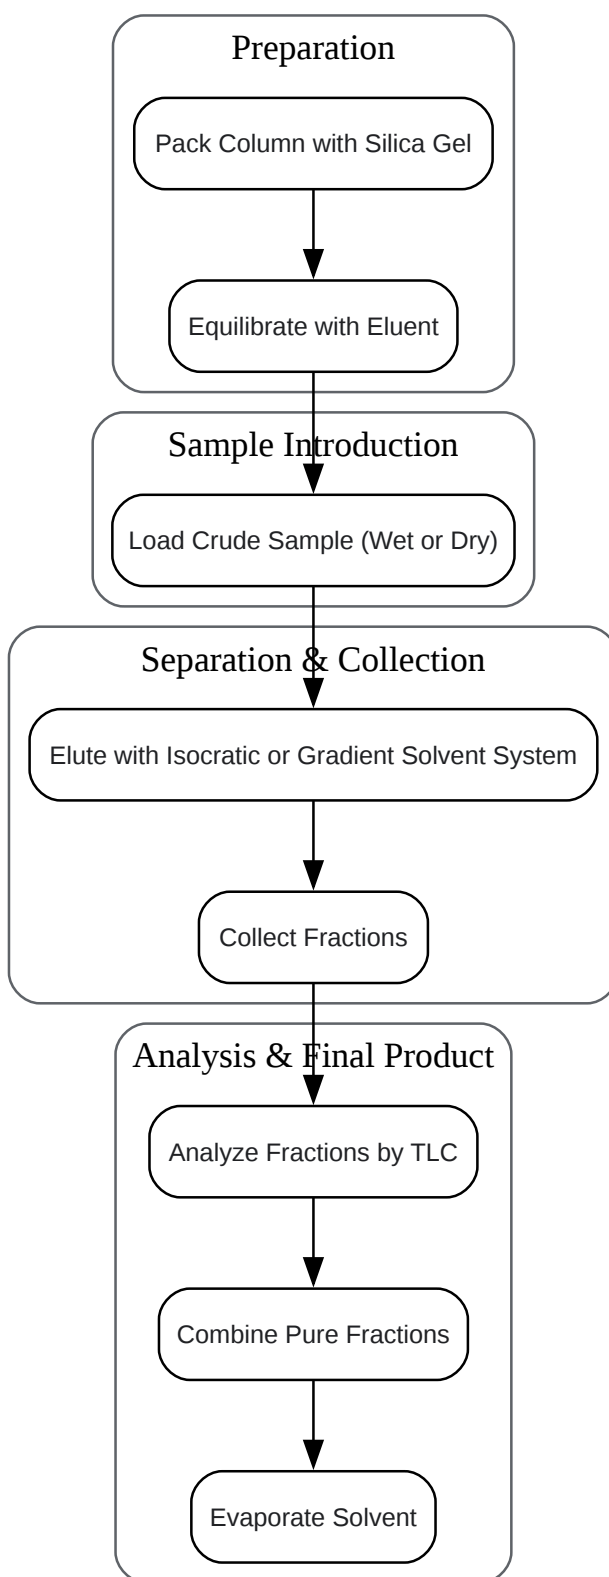 Preparation
Pack Column with Silica Gel
Equilibrate with Eluent
Sample Introduction
Load Crude Sample (Wet or Dry)
Separation & Collection
Elute with Isocratic or Gradient Solvent System
Collect Fractions
Analysis & Final Product
Analyze Fractions by TLC
Combine Pure Fractions
Evaporate Solvent